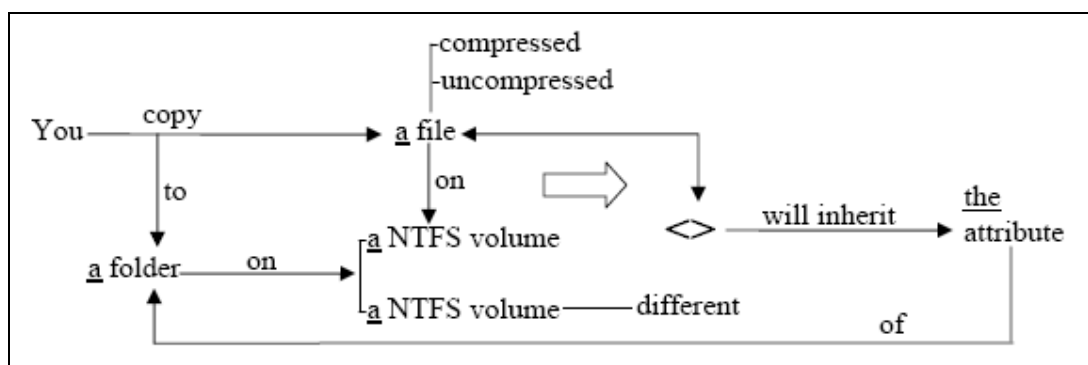 -compressed
-uncompressed
copy
You
a file
on
to
the
will inherit
<>
attribute
a NTFS volume
a folder
on
a NTFS volume
different
of